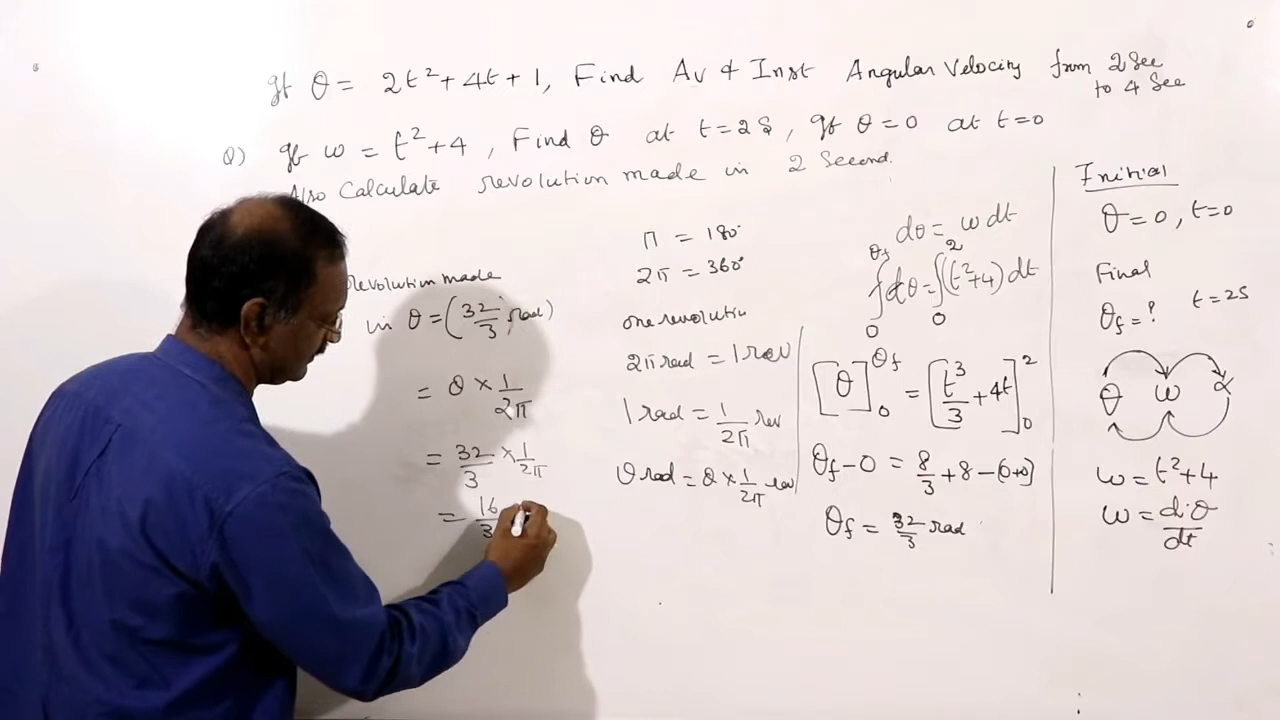 If θ = 2t² + 4t + 1, Find Av & Inst Angular Velocity from 2 Sec
to 4 Sec
Q) If ω = t² + 4, Find θ at t = 2S, If θ = 0 at t = 0
Also Calculate revolution made in 2 Second.
revolution made
in θ = (32/3 rad)
= θ × 1/2π
= 32/3 × 1/2π
= 16/3
π = 180°
2π = 360°
one revolution
2π rad = 1 rev
1 rad = 1/2π rev
θ rad = θ × 1/2π rev
dθ = ω dt
∫₀^θf dθ = ∫₀² (t² + 4) dt
[θ]₀^θf = [t³/3 + 4t]₀²
θf − 0 = 8/3 + 8 − (0+0)
θf = 32/3 rad
Initial
θ = 0, t = 0
Final
θf = ? t = 2S
θ ω α
ω = t² + 4
ω = dθ/dt